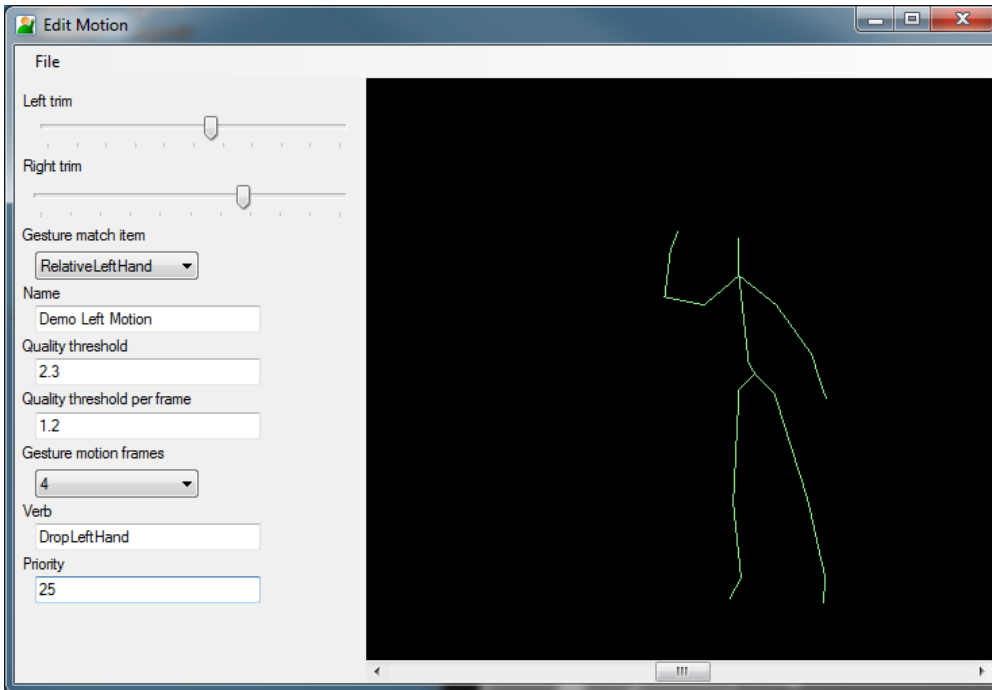 Edit Motion
File
Left trim
Right trim
Gesture match item
RelativeLeftHand
Name
Demo Left Motion
Quality threshold
2.3
Quality threshold per frame
1.2
Gesture motion frames
4
Verb
DropLeftHand
Priority
25